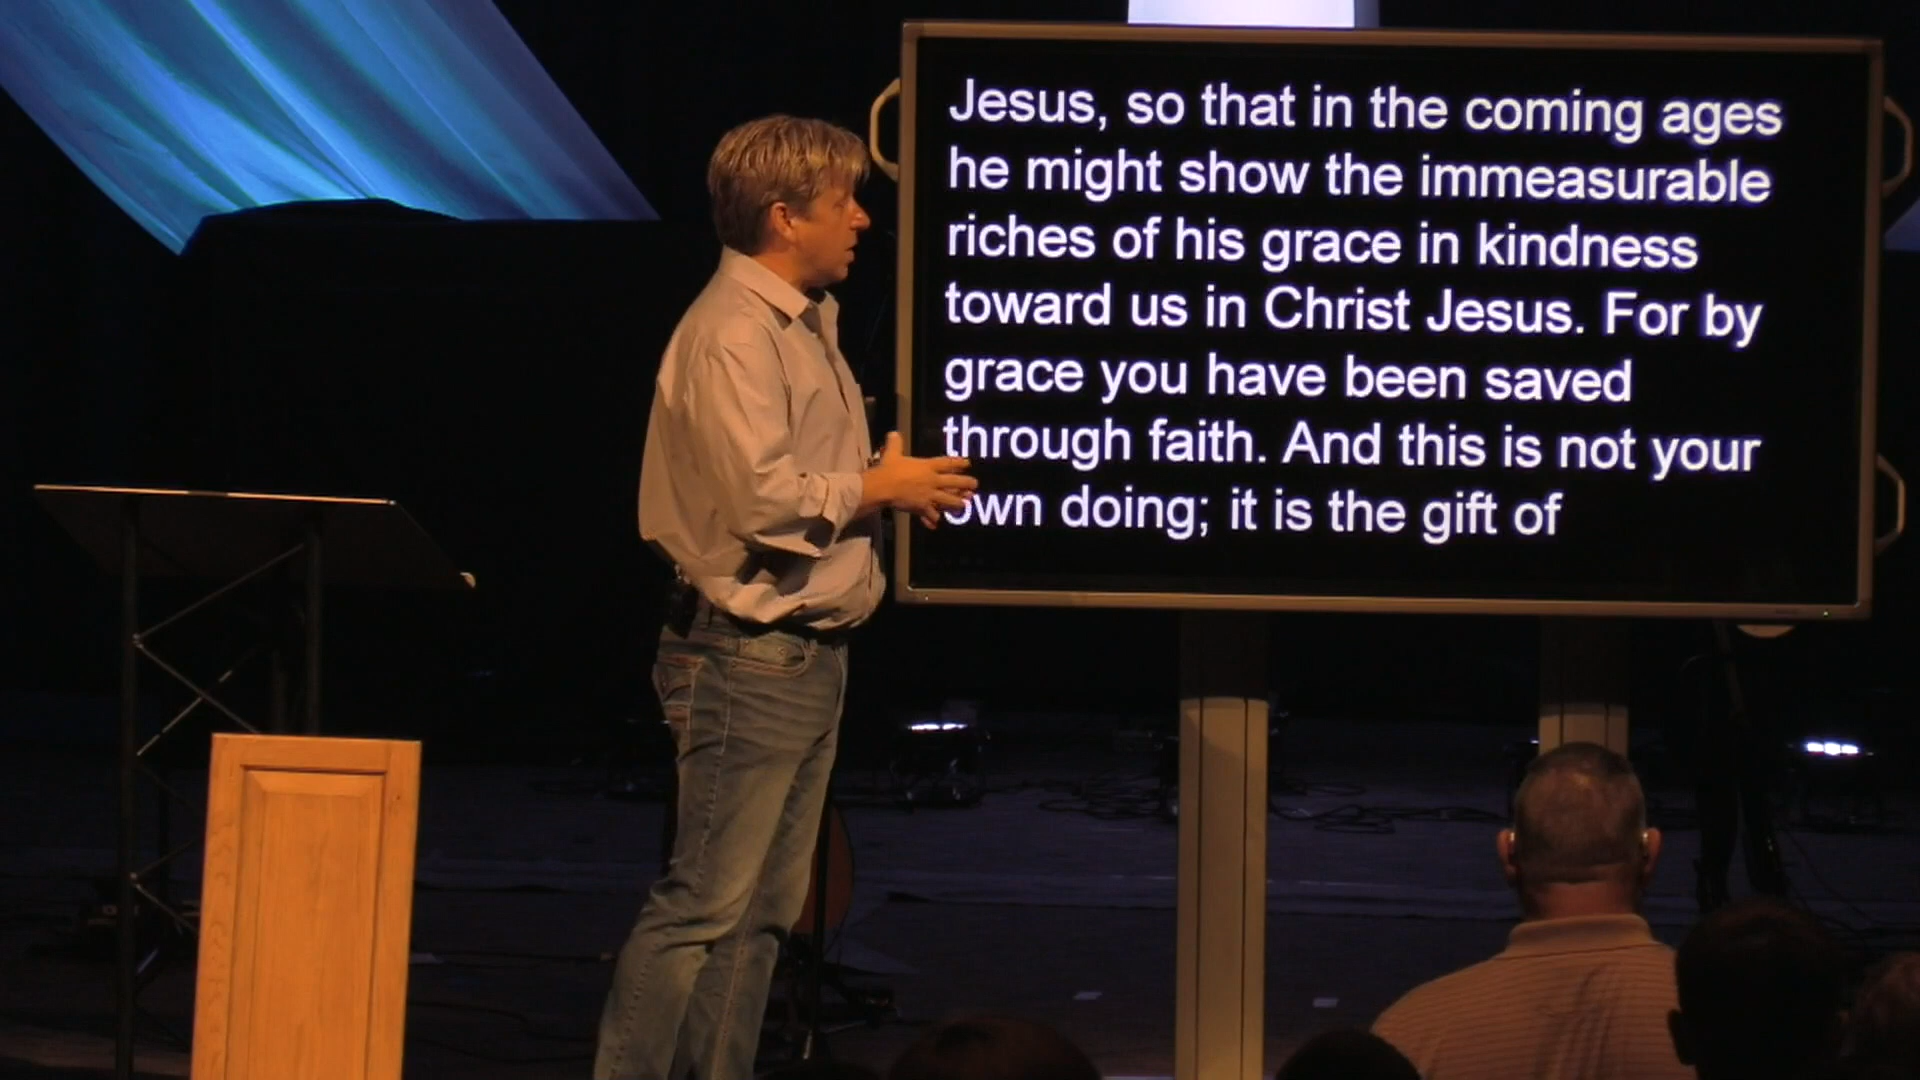 Jesus, so that in the coming ages
he might show the immeasurable
riches of his grace in kindness
toward us in Christ Jesus. For by
grace you have been saved
through faith. And this is not your
own doing; it is the gift of